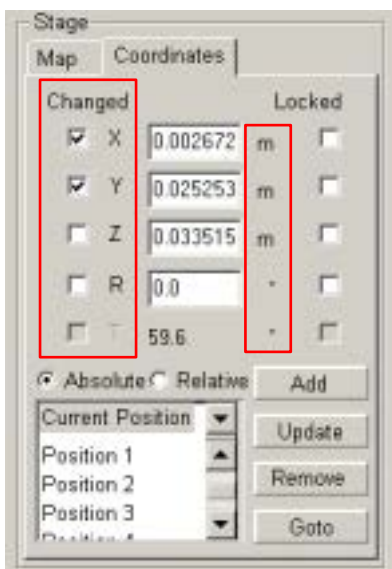 Stage
Map Coordinates
Changed Locked
X 0.002672 m
Y 0.025253 m
Z 0.033515 m
R 0.0 °
T 59.6 °
Absolute Relative Add
Current Position
Update
Position 1
Position 2
Remove
Position 3
Goto